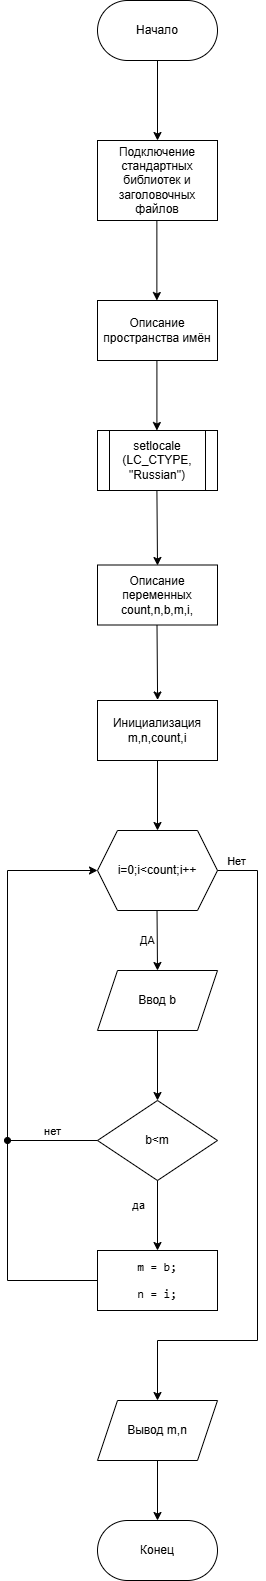 Начало
Подключение
стандартных
библиотек и
заголовочных
файлов
Описание
пространства имён
setlocale
(LC_CTYPE,
"Russian")
Описание
переменных
count,n,b,m,i,
Инициализация
m,n,count,i
i=0;i<count;i++
Нет
ДА
Ввод b
b<m
нет
да
m = b;
n = i;
Вывод m,n
Конец